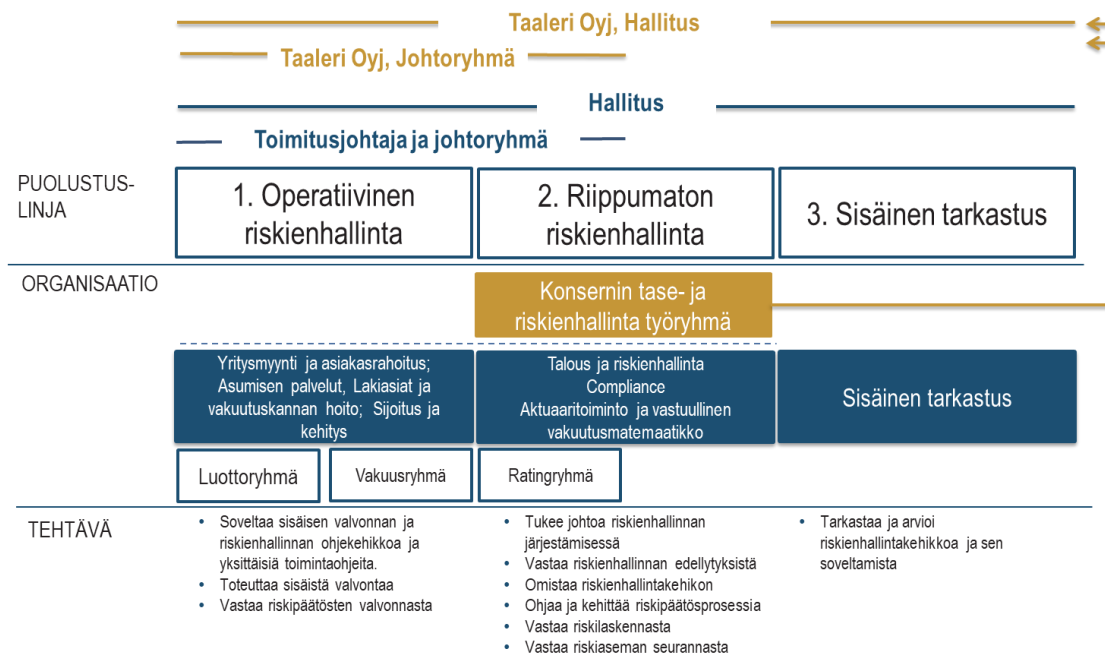 Taaleri Oyj, Hallitus
Taaleri Oyj, Johtoryhmä
Hallitus
Toimitusjohtaja ja johtoryhmä
PUOLUSTUS-
LINJA
1. Operatiivinen
riskienhallinta
2. Riippumaton
riskienhallinta
3. Sisäinen tarkastus
ORGANISAATIO
Konsernin tase- ja
riskienhallinta työryhmä
Yritysmyynti ja asiakasrahoitus;
Asumisen palvelut, Lakiasiat ja
vakuutuskannan hoito; Sijoitus ja
kehitys
Talous ja riskienhallinta
Compliance
Aktuaaritoiminto ja vastuullinen
vakuutusmatemaatikko
Sisäinen tarkastus
Luottoryhmä
Vakuusryhmä
Ratingryhmä
TEHTÄVÄ
• Soveltaa sisäisen valvonnan ja
riskienhallinnan ohjekehikkoa ja
yksittäisiä toimintaohjeita.
• Toteuttaa sisäistä valvontaa
• Vastaa riskipäätösten valvonnasta
• Tukee johtoa riskienhallinnan
järjestämisessä
• Vastaa riskienhallinnan edellytyksistä
• Omistaa riskienhallintakehikon
• Ohjaa ja kehittää riskipäätösprosessia
• Vastaa riskilaskennasta
• Vastaa riskiaseman seurannasta
• Tarkastaa ja arvioi
riskienhallintakehikkoa ja sen
soveltamista